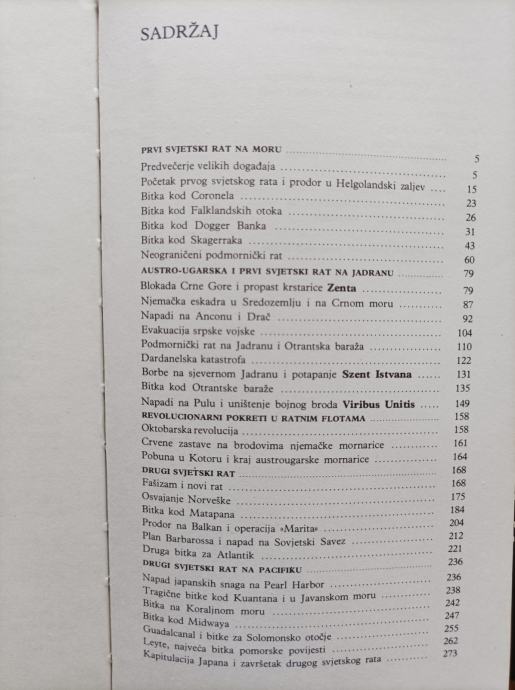 SADRŽAJ
PRVI SVJETSKI RAT NA MORU 5
Predvečerje velikih događaja 5
Početak prvog svjetskog rata i prodor u Helgolandski zaljev 15
Bitka kod Coronela 23
Bitka kod Falklandskih otoka 26
Bitka kod Dogger Banka 31
Bitka kod Skagerraka 43
Neograničeni podmornički rat 60
AUSTRO-UGARSKA I PRVI SVJETSKI RAT NA JADRANU 79
Blokada Crne Gore i propast krstarice Zenta 79
Njemačka eskadra u Sredozemlju i na Crnom moru 87
Napadi na Anconu i Drač 92
Evakuacija srpske vojske 104
Podmornički rat na Jadranu i Otrantska baraža 110
Dardanelska katastrofa 122
Borbe na sjevernom Jadranu i potapanje Szent Istvana 131
Bitka kod Otrantske baraže 135
Napadi na Pulu i uništenje bojnog broda Viribus Unitis 149
REVOLUCIONARNI POKRETI U RATNIM FLOTAMA 158
Oktobarska revolucija 158
Crvene zastave na brodovima njemačke mornarice 161
Pobuna u Kotoru i kraj austrougarske mornarice 164
DRUGI SVJETSKI RAT 168
Fašizam i novi rat 168
Osvajanje Norveške 175
Bitka kod Matapana 184
Prodor na Balkan i operacija »Marita« 204
Plan Barbarossa i napad na Sovjetski Savez 212
Druga bitka za Atlantik 221
DRUGI SVJETSKI RAT NA PACIFIKU 236
Napad japanskih snaga na Pearl Harbor 236
Tragične bitke kod Kuantana i u Javanskom moru 238
Bitka na Koraljnom moru 242
Bitka kod Midwaya 247
Guadalcanal i bitke za Solomonsko otočje 255
Leyte, najveća bitka pomorske povijesti 262
Kapitulacija Japana i završetak drugog svjetskog rata 273